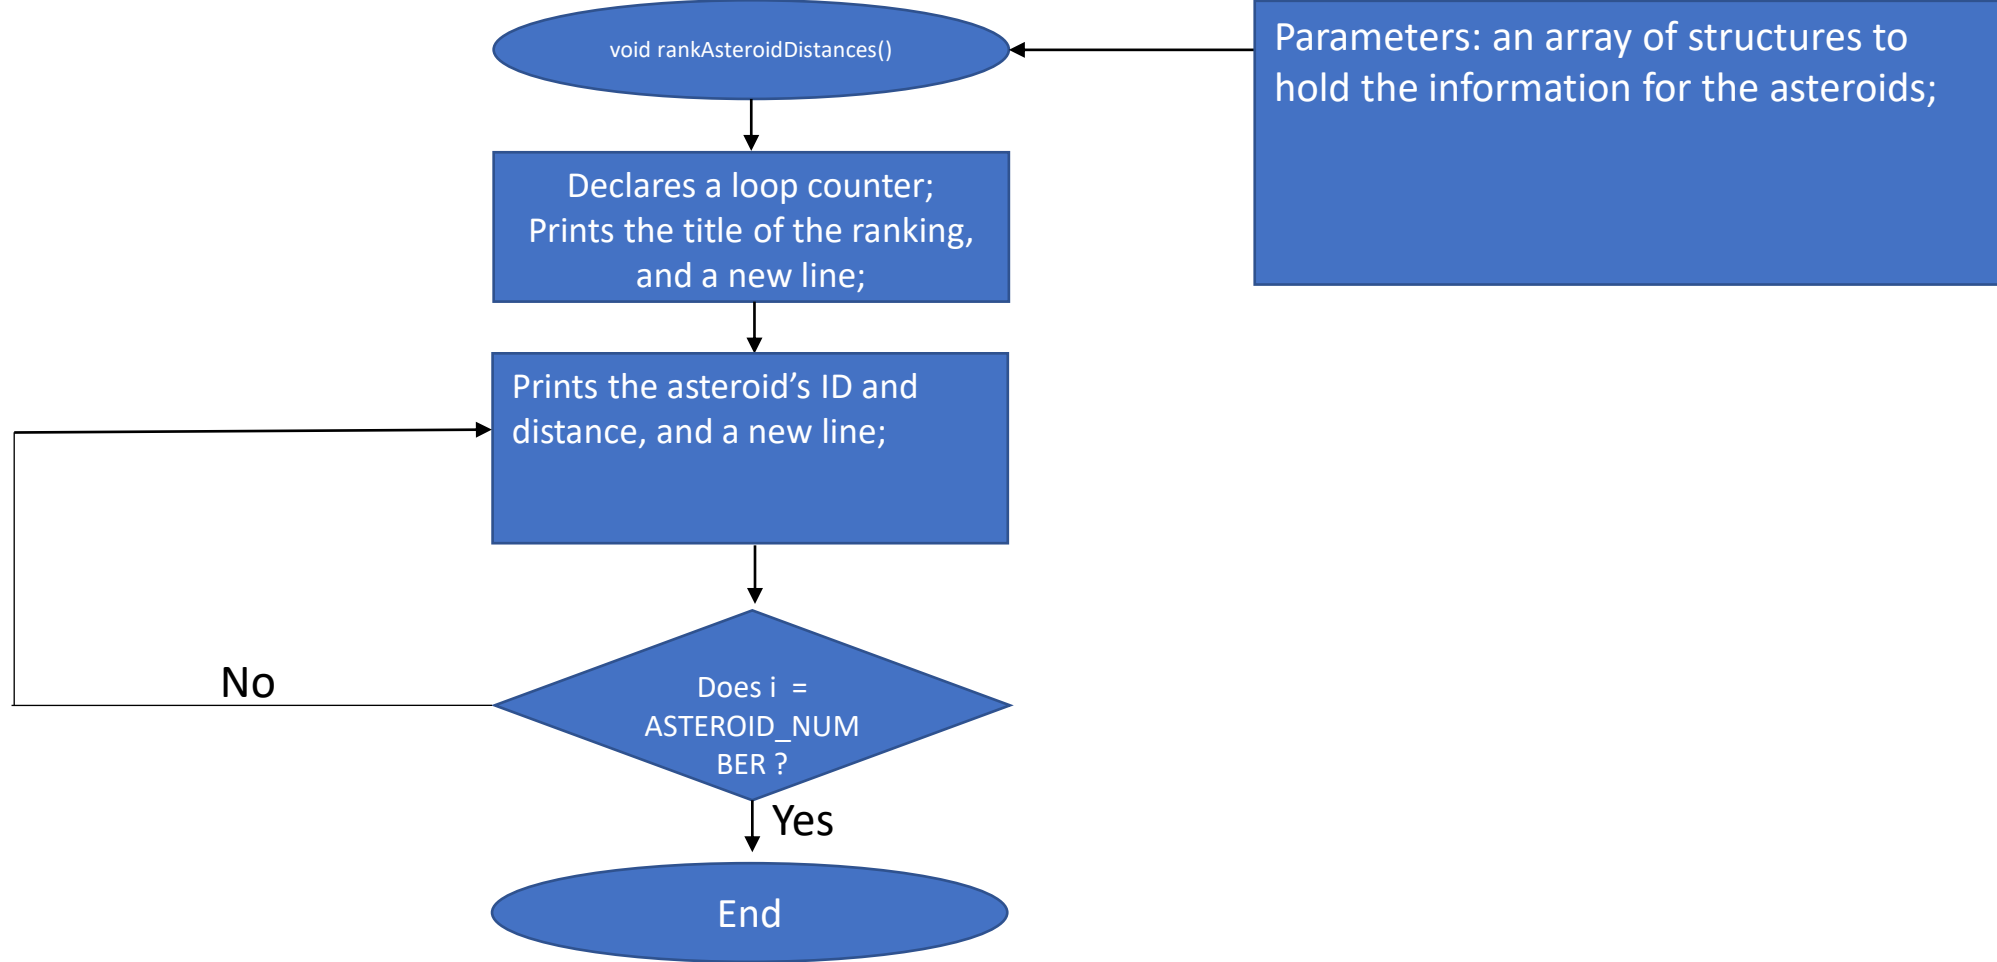 void rankAsteroidDistances()
Parameters: an array of structures to
hold the information for the asteroids;
Declares a loop counter;
Prints the title of the ranking,
and a new line;
Prints the asteroid’s ID and
distance, and a new line;
No
Does i  =
ASTEROID_NUM
BER ?
Yes
End